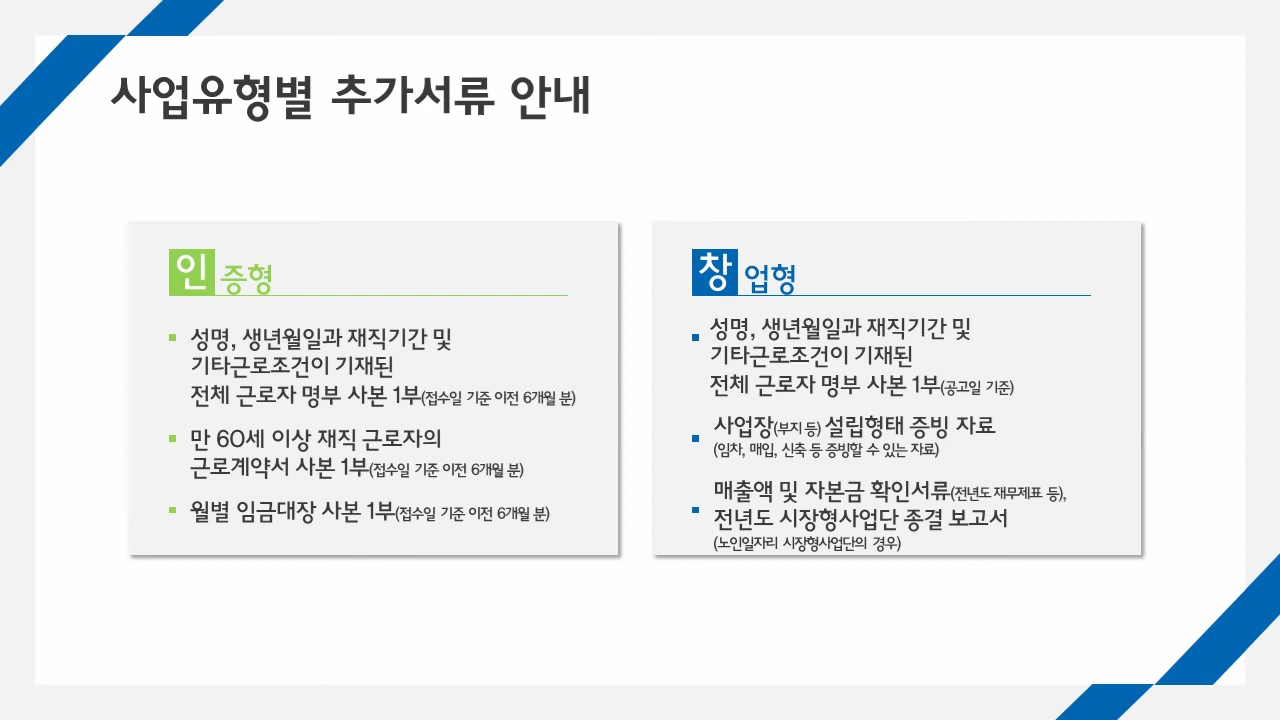 사업유형별 추가서류 안내
인증형
성명, 생년월일과 재직기간 및
기타근로조건이 기재된
전체 근로자 명부 사본 1부(접수일 기준 이전 6개월 분)
만 60세 이상 재직 근로자의
근로계약서 사본 1부(접수일 기준 이전 6개월 분)
월별 임금대장 사본 1부(접수일 기준 이전 6개월 분)
창업형
성명, 생년월일과 재직기간 및
기타근로조건이 기재된
전체 근로자 명부 사본 1부(공고일 기준)
사업장(부지 등) 설립형태 증빙 자료
(임차, 매입, 신축 등 증빙할 수 있는 자료)
매출액 및 자본금 확인서류(전년도 재무제표 등),
전년도 시장형사업단 종결 보고서
(노인일자리 시장형사업단의 경우)